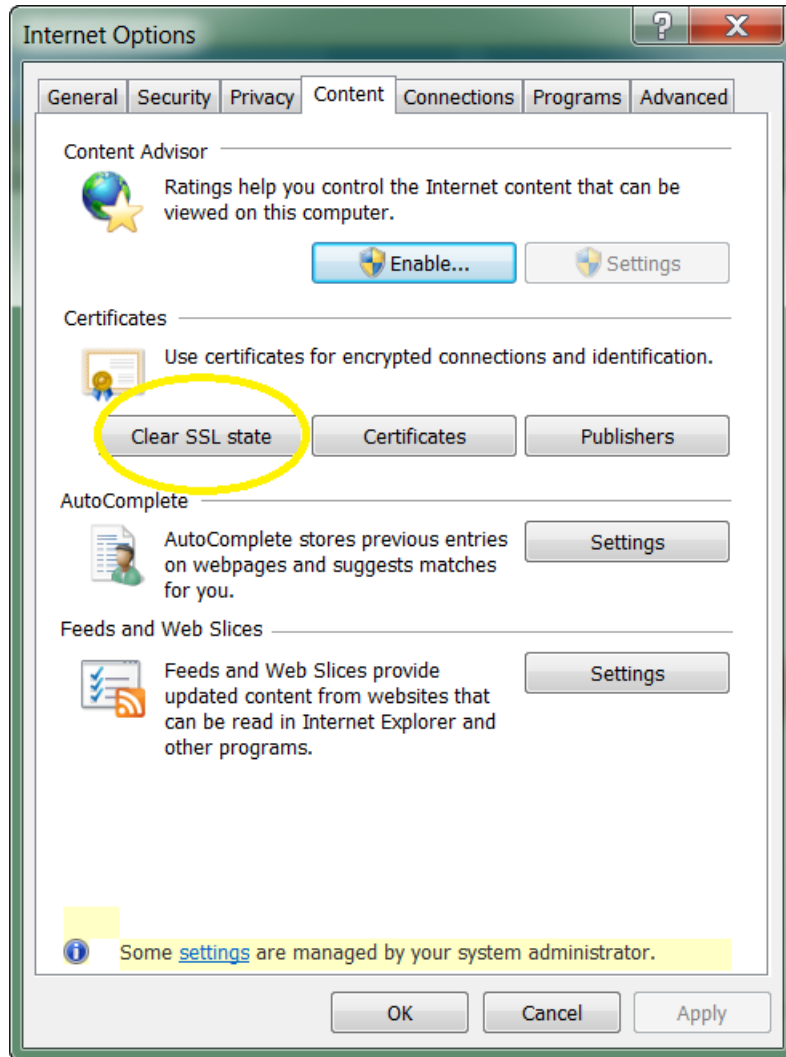 Internet Options
?
X
General Security Privacy Content Connections Programs Advanced
Content Advisor
Ratings help you control the Internet content that can be
viewed on this computer.
Enable... Settings
Certificates
Use certificates for encrypted connections and identification.
Clear SSL state Certificates Publishers
AutoComplete
AutoComplete stores previous entries
on webpages and suggests matches
for you.
Settings
Feeds and Web Slices
Feeds and Web Slices provide
updated content from websites that
can be read in Internet Explorer and
other programs.
Settings
Some settings are managed by your system administrator.
OK Cancel Apply